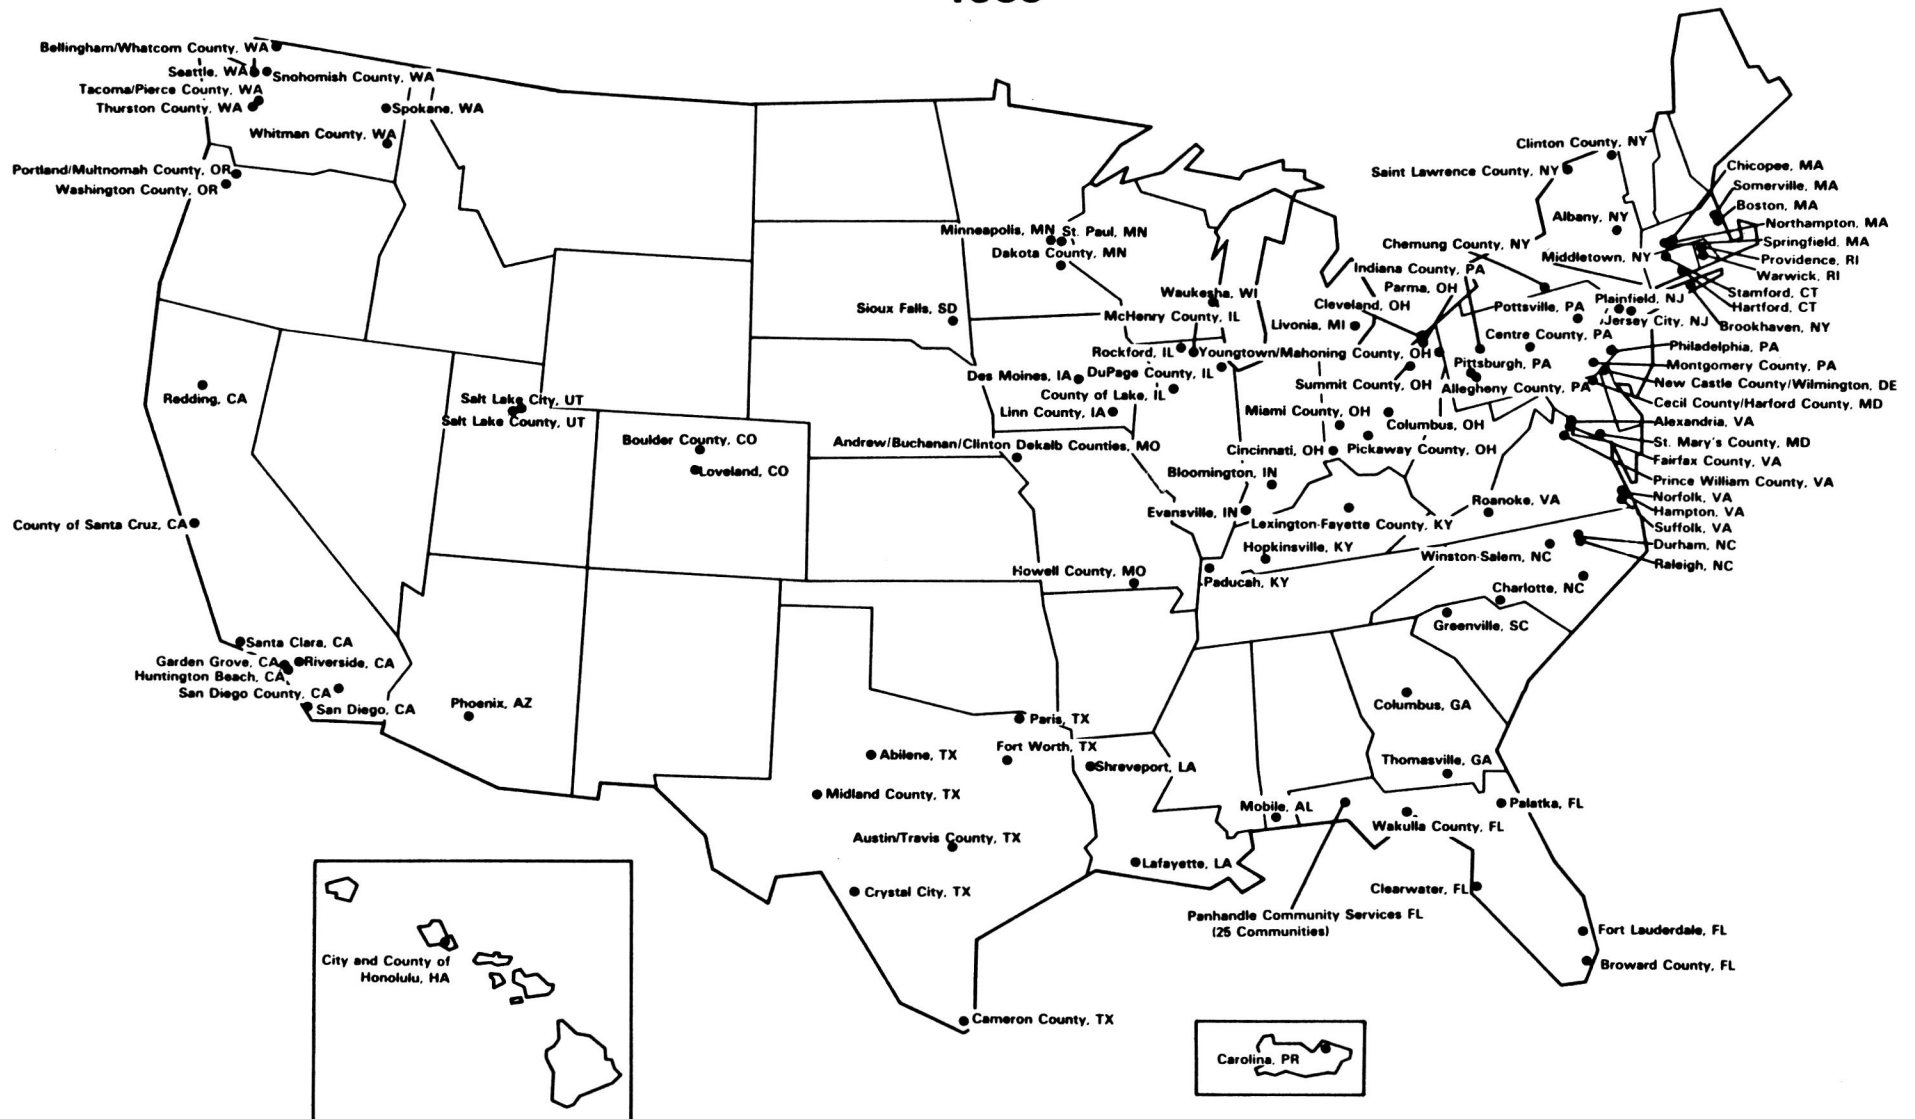 Bellingham/Whatcom County, WA
Seattle, WA
Snohomish County, WA
Tacoma/Pierce County, WA
Thurston County, WA
Spokane, WA
Whitman County, WA
Portland/Multnomah County, OR
Washington County, OR
Redding, CA
County of Santa Cruz, CA
Santa Clara, CA
Garden Grove, CA
Riverside, CA
Huntington Beach, CA
San Diego County, CA
San Diego, CA
Phoenix, AZ
Salt Lake City, UT
Salt Lake County, UT
Boulder County, CO
Loveland, CO
Minneapolis, MN
St. Paul, MN
Dakota County, MN
Sioux Falls, SD
Waukesha, WI
McHenry County, IL
Rockford, IL
Des Moines, IA
DuPage County, IL
County of Lake, IL
Linn County, IA
Andrew/Buchanan/Clinton Dekalb Counties, MO
Howell County, MO
Bloomington, IN
Evansville, IN
Lexington-Fayette County, KY
Hopkinsville, KY
Paducah, KY
Livonia, MI
Cleveland, OH
Parma, OH
Indiana County, PA
Youngtown/Mahoning County, OH
Summit County, OH
Miami County, OH
Columbus, OH
Cincinnati, OH
Pickaway County, OH
Clinton County, NY
Saint Lawrence County, NY
Albany, NY
Chemung County, NY
Middletown, NY
Pottsville, PA
Plainfield, NJ
Jersey City, NJ
Centre County, PA
Pittsburgh, PA
Allegheny County, PA
Chicopee, MA
Somerville, MA
Boston, MA
Northampton, MA
Springfield, MA
Providence, RI
Warwick, RI
Stamford, CT
Hartford, CT
Brookhaven, NY
Philadelphia, PA
Montgomery County, PA
New Castle County/Wilmington, DE
Cecil County/Harford County, MD
Alexandria, VA
St. Mary's County, MD
Fairfax County, VA
Prince William County, VA
Norfolk, VA
Hampton, VA
Suffolk, VA
Durham, NC
Raleigh, NC
Roanoke, VA
Winston-Salem, NC
Charlotte, NC
Greenville, SC
Columbus, GA
Thomasville, GA
Paris, TX
Abilene, TX
Fort Worth, TX
Shreveport, LA
Midland County, TX
Austin/Travis County, TX
Crystal City, TX
Cameron County, TX
Lafayette, LA
Mobile, AL
Palatka, FL
Wakulla County, FL
Clearwater, FL
Panhandle Community Services FL
(25 Communities)
Fort Lauderdale, FL
Broward County, FL
City and County of
Honolulu, HA
Carolina, PR